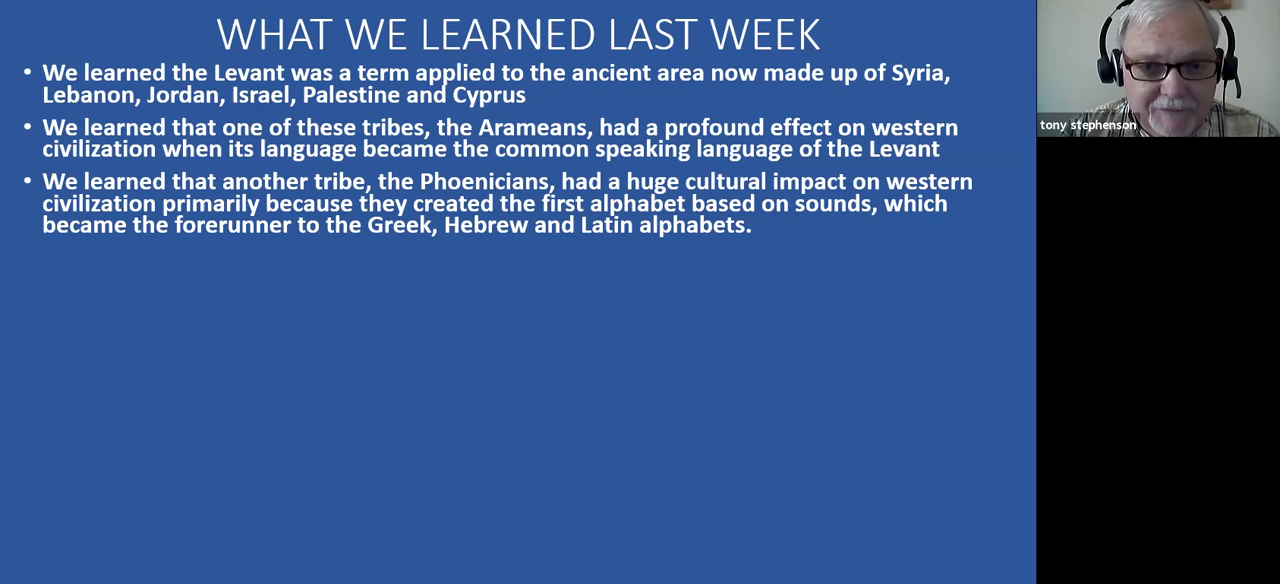 WHAT WE LEARNED LAST WEEK
• We learned the Levant was a term applied to the ancient area now made up of Syria,
Lebanon, Jordan, Israel, Palestine and Cyprus
• We learned that one of these tribes, the Arameans, had a profound effect on western
civilization when its language became the common speaking language of the Levant
• We learned that another tribe, the Phoenicians, had a huge cultural impact on western
civilization primarily because they created the first alphabet based on sounds, which
became the forerunner to the Greek, Hebrew and Latin alphabets.
tony stephenson